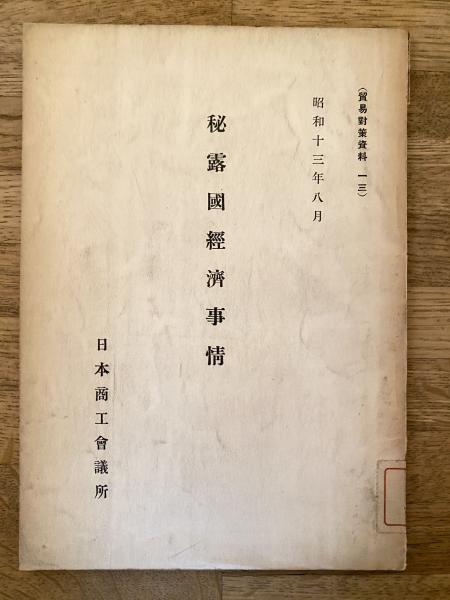 (貿易對策資料 一三)
昭和十三年八月
秘露國經濟事情
日本商工會議所